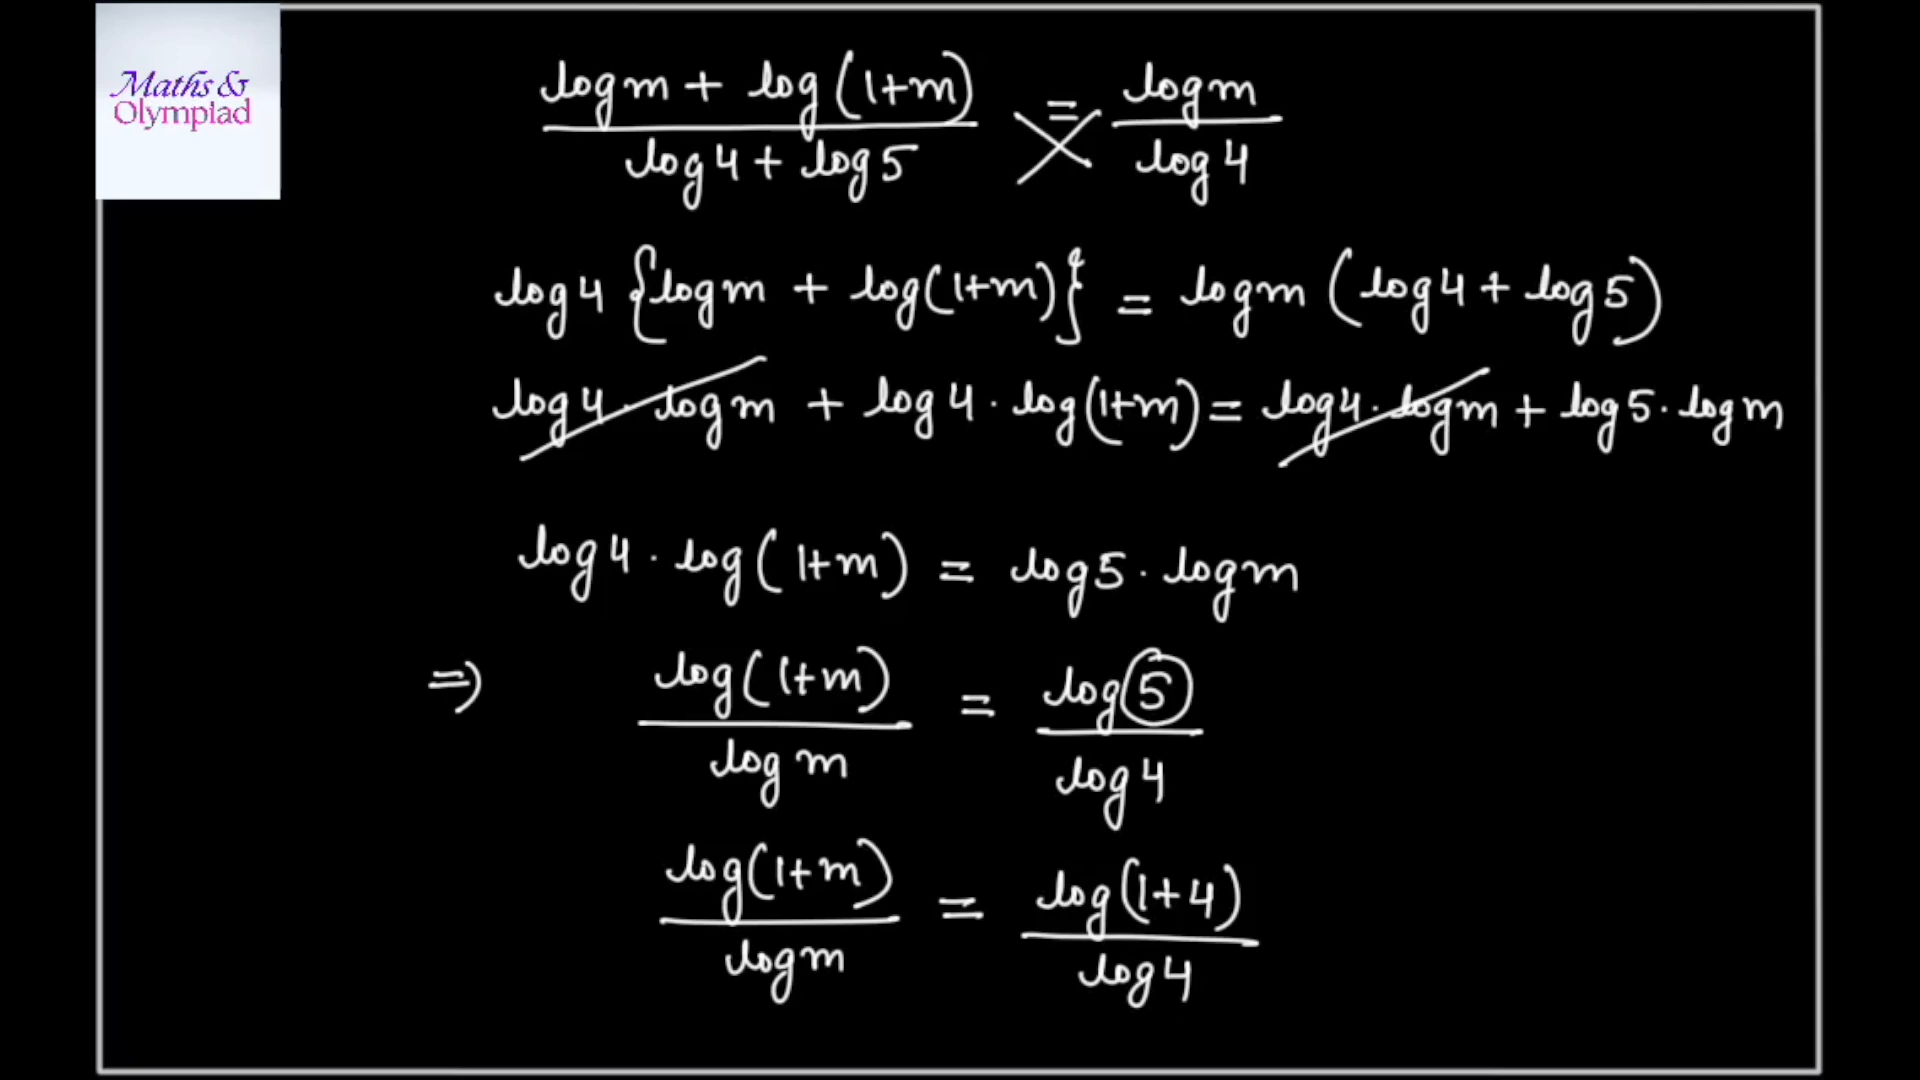 Maths &
Olympiad
log m + log (1+m) / log 4 + log 5 = log m / log 4
log 4 {log m + log (1+m)} = log m (log 4 + log 5)
log 4 · log m + log 4 · log (1+m) = log 4 · log m + log 5 · log m
log 4 · log (1+m) = log 5 · log m
⇒ log (1+m) / log m = log 5 / log 4
log (1+m) / log m = log (1+4) / log 4